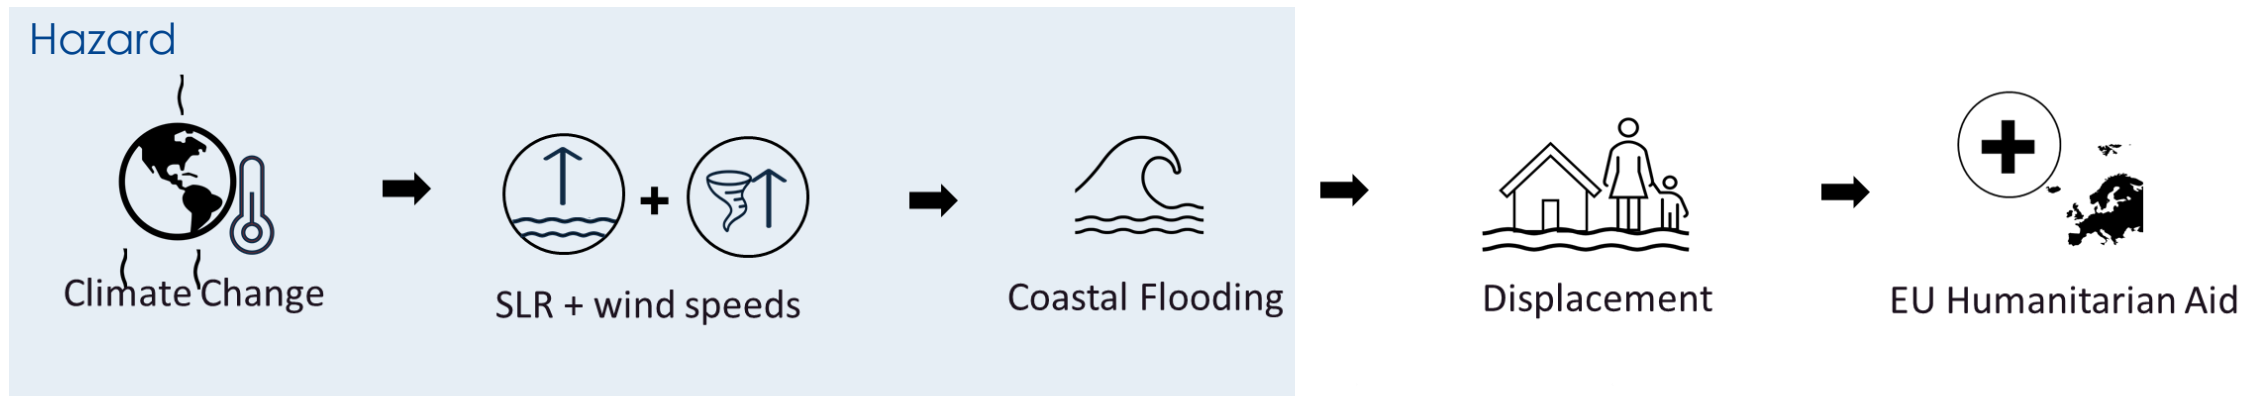 Hazard
Climate Change
SLR + wind speeds
Coastal Flooding
Displacement
EU Humanitarian Aid